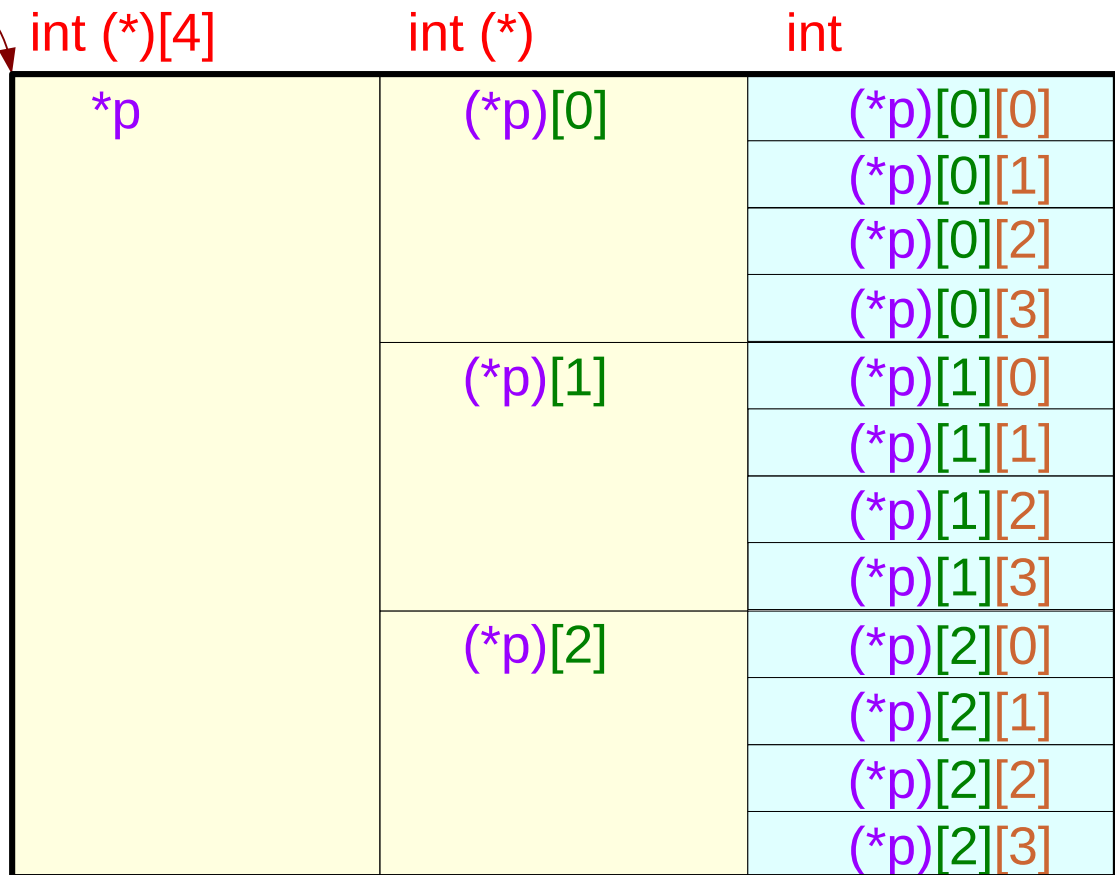 int (*)[4] int (*) int
*p (*p)[0] (*p)[0][0]
(*p)[0][1]
(*p)[0][2]
(*p)[0][3]
(*p)[1] (*p)[1][0]
(*p)[1][1]
(*p)[1][2]
(*p)[1][3]
(*p)[2] (*p)[2][0]
(*p)[2][1]
(*p)[2][2]
(*p)[2][3]